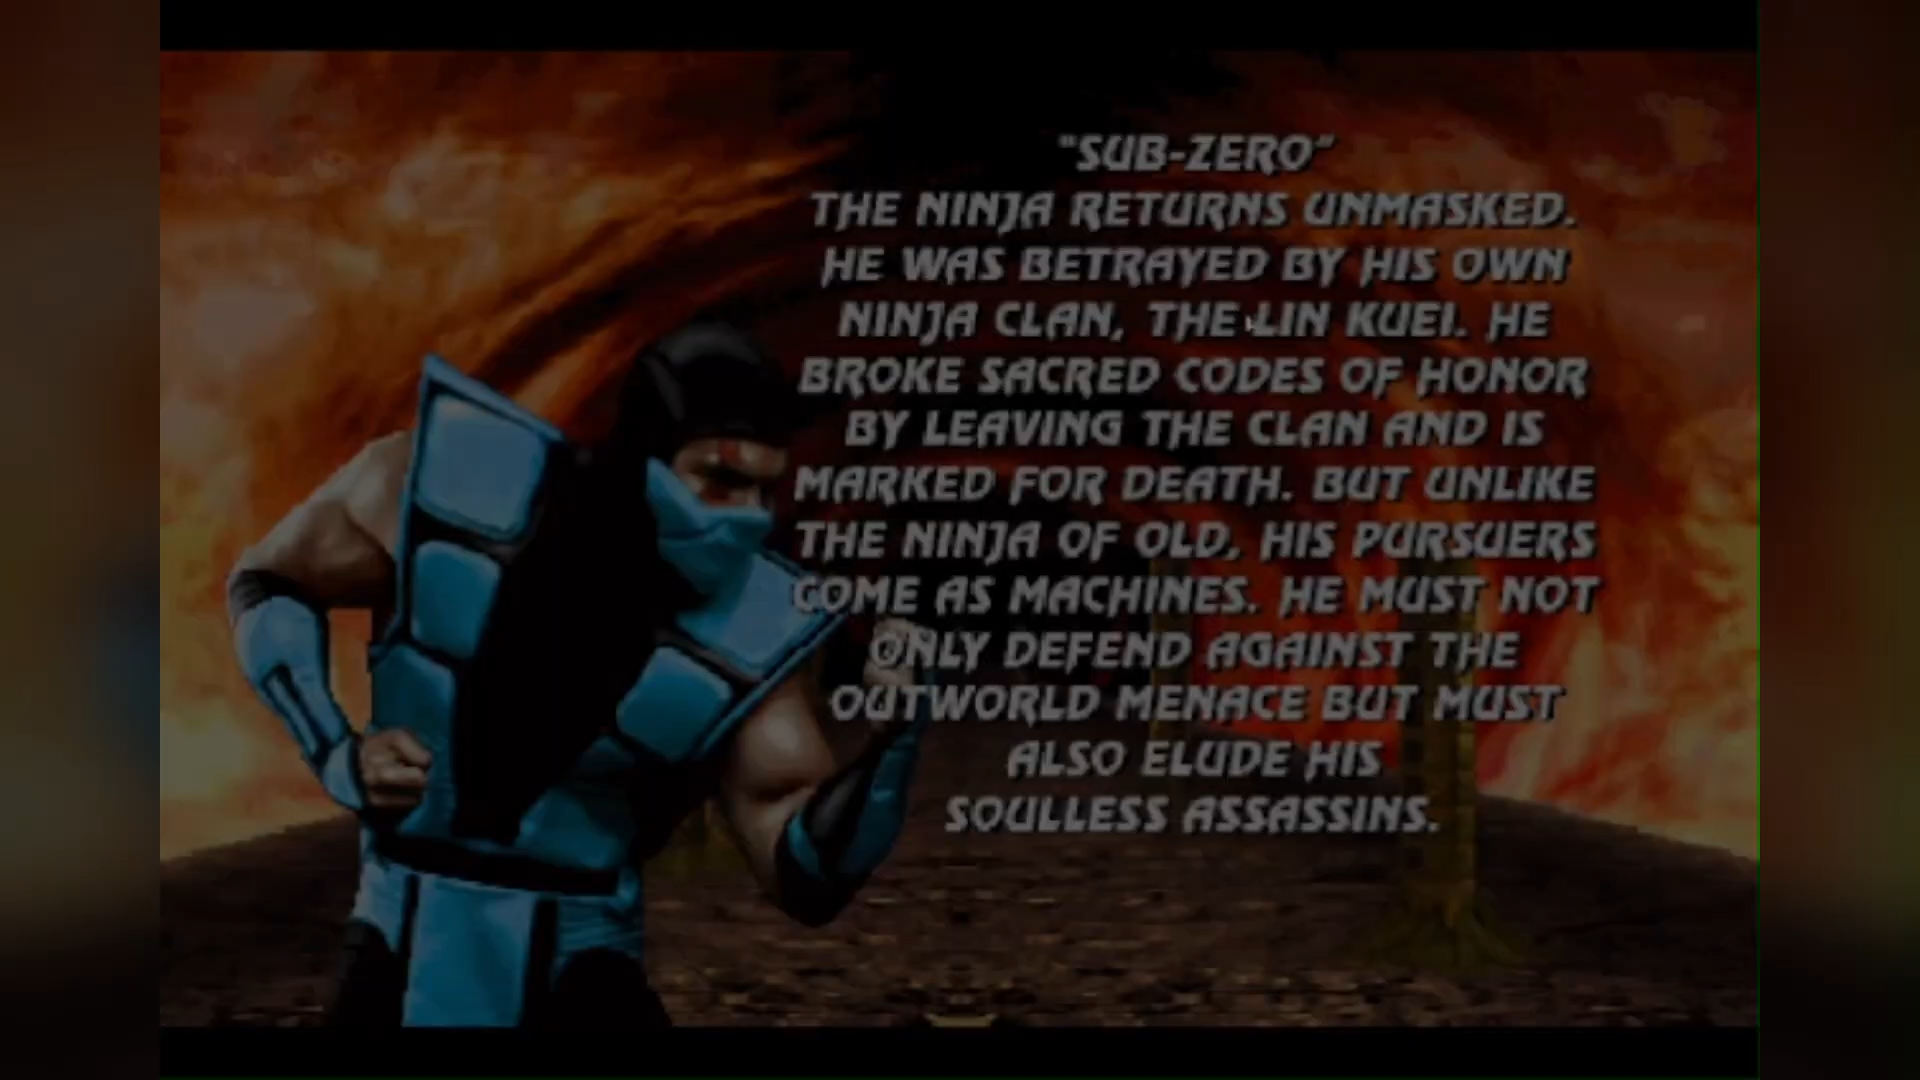 "SUB-ZERO"
THE NINJA RETURNS UNMASKED.
HE WAS BETRAYED BY HIS OWN
NINJA CLAN, THE LIN KUEI. HE
BROKE SACRED CODES OF HONOR
BY LEAVING THE CLAN AND IS
MARKED FOR DEATH. BUT UNLIKE
THE NINJA OF OLD, HIS PURSUERS
COME AS MACHINES. HE MUST NOT
ONLY DEFEND AGAINST THE
OUTWORLD MENACE BUT MUST
ALSO ELUDE HIS
SOULLESS ASSASSINS.